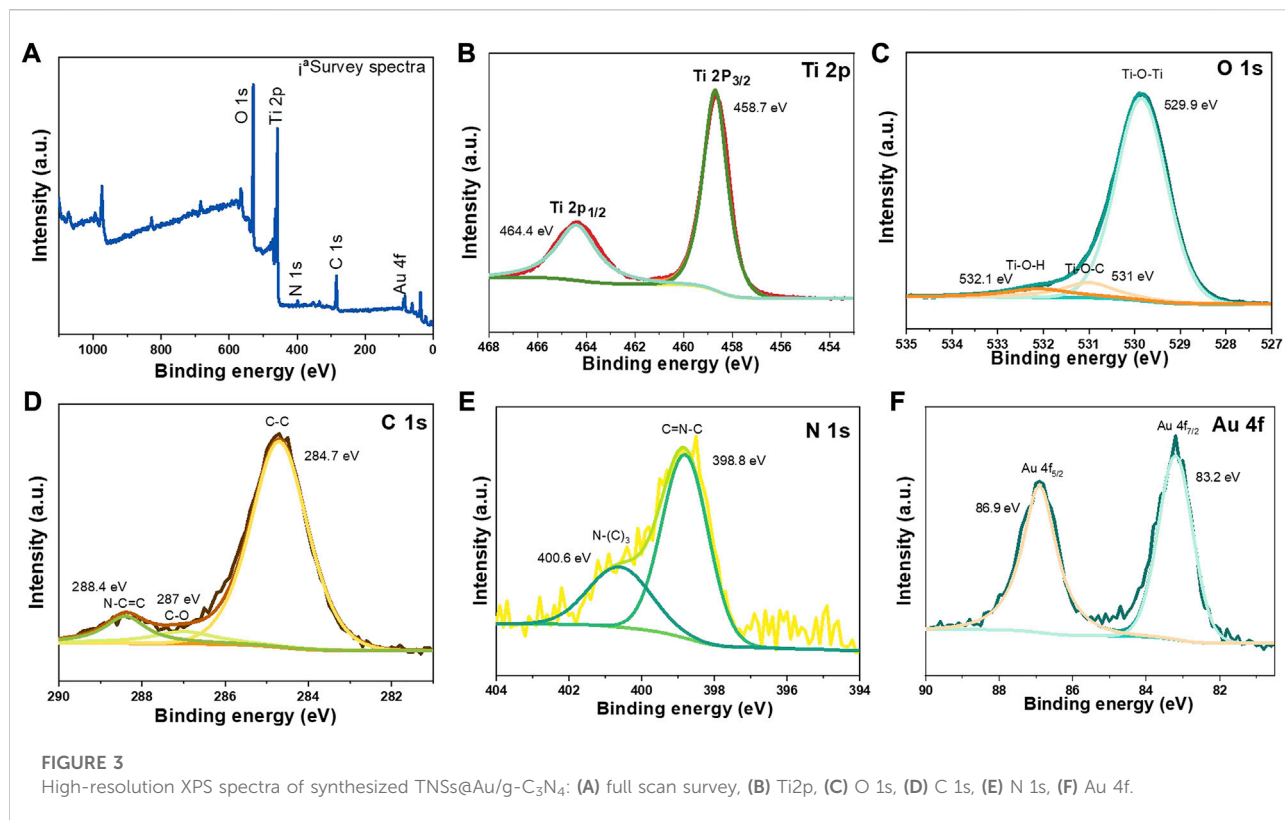 A
iªSurvey spectra
O 1s
Ti 2p
N 1s
C 1s
Au 4f
Intensity (a.u.)
1000 800 600 400 200 0
Binding energy (eV)
B
Ti 2p
Ti 2P3/2
458.7 eV
Ti 2p1/2
464.4 eV
Intensity (a.u.)
468 466 464 462 460 458 456 454
Binding energy (eV)
C
O 1s
Ti-O-Ti
529.9 eV
Ti-O-H
532.1 eV
Ti-O-C
531 eV
Intensity (a.u.)
535 534 533 532 531 530 529 528 527
Binding energy (eV)
D
C 1s
C-C
284.7 eV
288.4 eV
N-C=C
287 eV
C-O
Intensity (a.u.)
290 288 286 284 282
Binding energy (eV)
E
N 1s
C=N-C
398.8 eV
N-(C)3
400.6 eV
Intensity (a.u.)
404 402 400 398 396 394
Binding energy (eV)
F
Au 4f
Au 4f7/2
83.2 eV
Au 4f5/2
86.9 eV
Intensity (a.u.)
90 88 86 84 82
Binding energy (eV)
FIGURE 3
High-resolution XPS spectra of synthesized TNSs@Au/g-C3N4: (A) full scan survey, (B) Ti2p, (C) O 1s, (D) C 1s, (E) N 1s, (F) Au 4f.